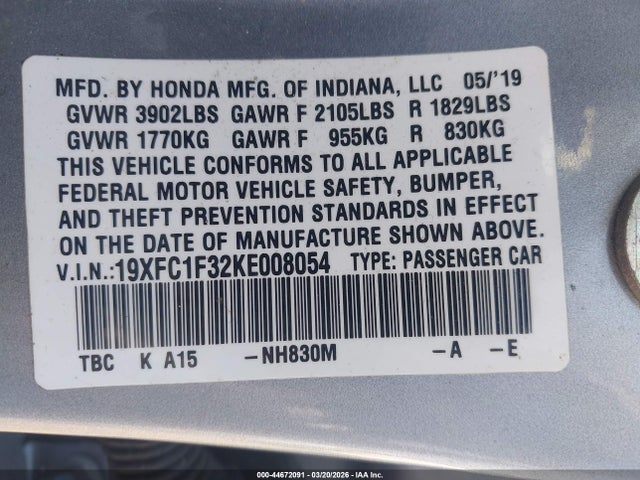 MFD. BY HONDA MFG. OF INDIANA, LLC 05/'19
GVWR 3902LBS GAWR F 2105LBS R 1829LBS
GVWR 1770KG GAWR F 955KG R 830KG
THIS VEHICLE CONFORMS TO ALL APPLICABLE
FEDERAL MOTOR VEHICLE SAFETY, BUMPER,
AND THEFT PREVENTION STANDARDS IN EFFECT
ON THE DATE OF MANUFACTURE SHOWN ABOVE.
V.I.N.:19XFC1F32KE008054 TYPE: PASSENGER CAR
TBC K A15 -NH830M -A -E
000-44672091 - 03/20/2026 - IAA Inc.